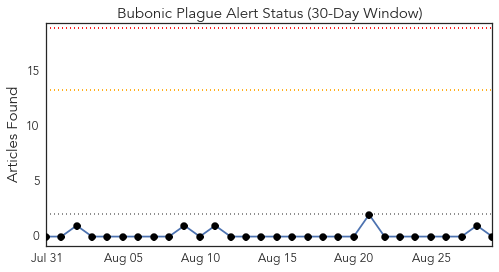 Bubonic Plague Alert Status (30-Day Window)
Articles Found
15
10
5
0
Jul 31 Aug 05 Aug 10 Aug 15 Aug 20 Aug 25